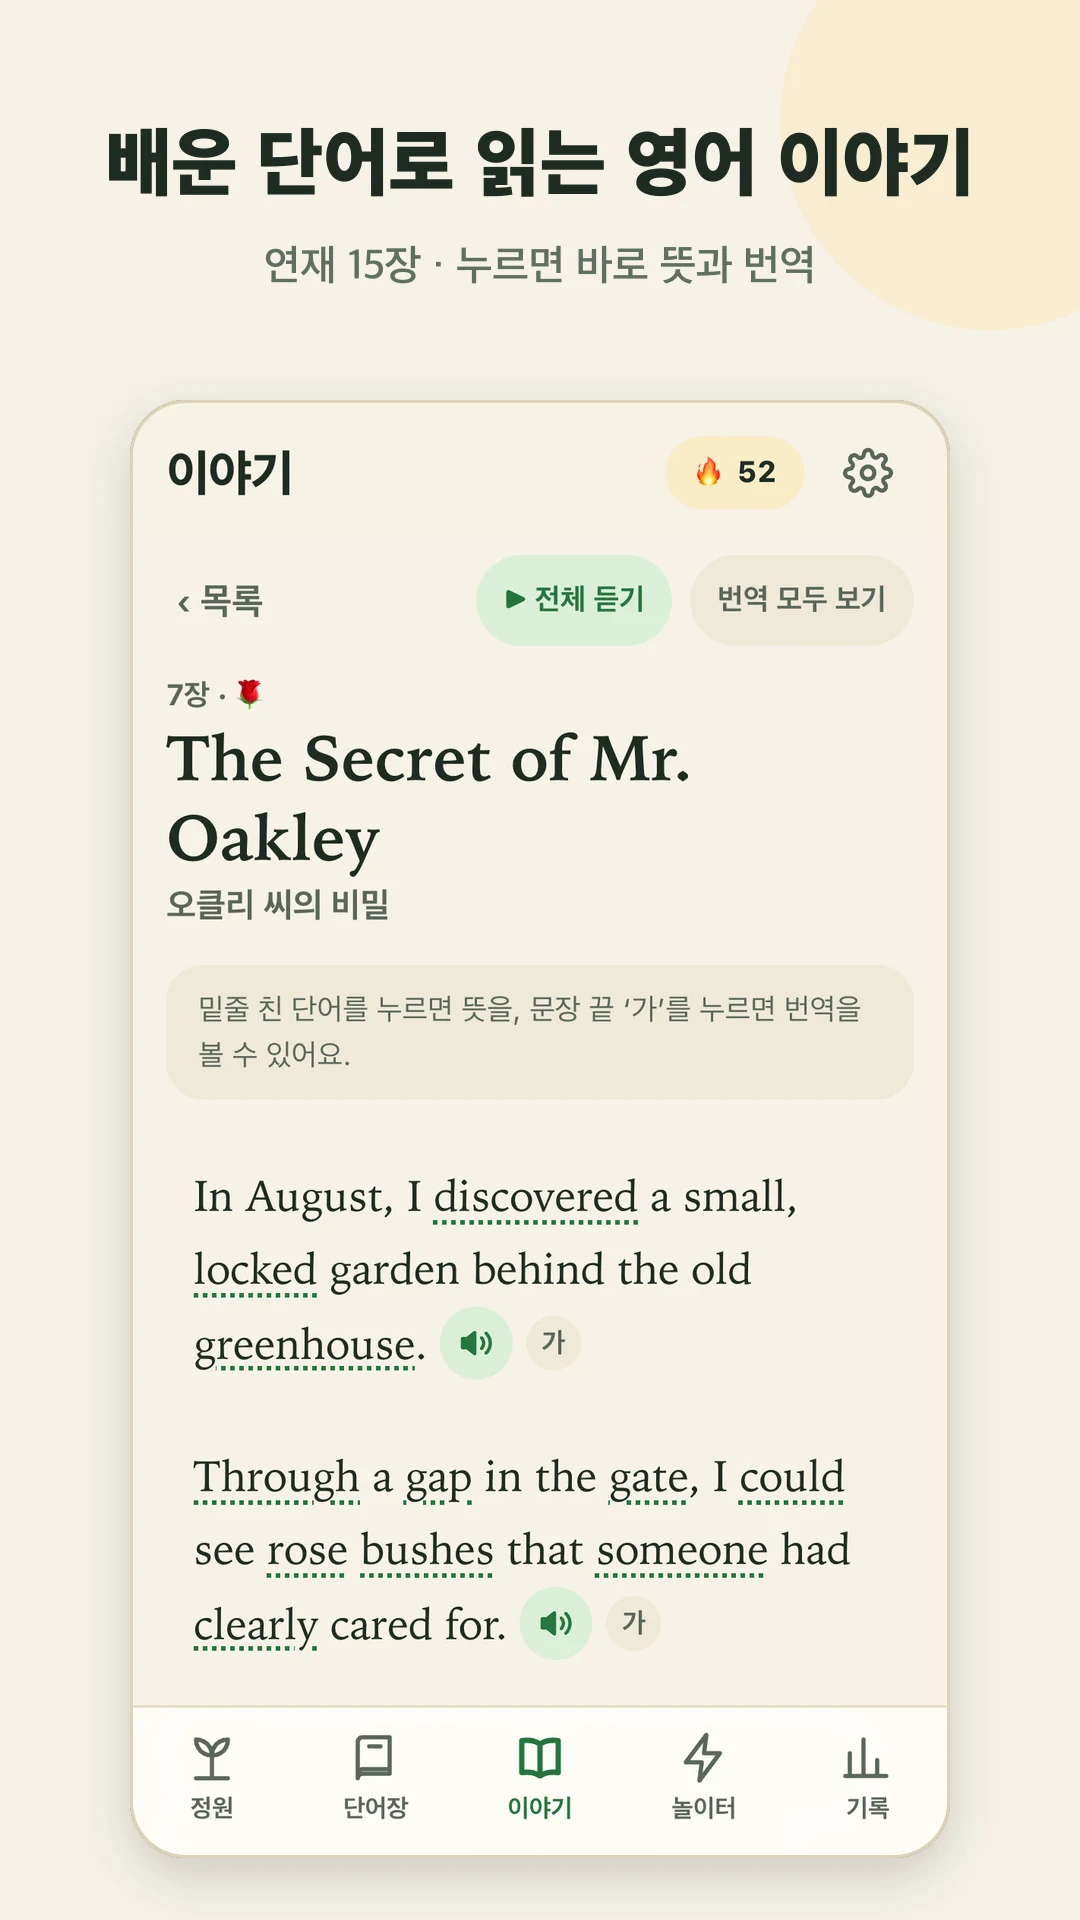 배운 단어로 읽는 영어 이야기
연재 15장 · 누르면 바로 뜻과 번역
이야기
52
‹ 목록
전체 듣기
번역 모두 보기
7장 ·
The Secret of Mr.
Oakley
오클리 씨의 비밀
밑줄 친 단어를 누르면 뜻을, 문장 끝 ‘가’를 누르면 번역을
볼 수 있어요.
In August, I discovered a small,
locked garden behind the old
greenhouse. 가
Through a gap in the gate, I could
see rose bushes that someone had
clearly cared for. 가
정원 단어장 이야기 놀이터 기록